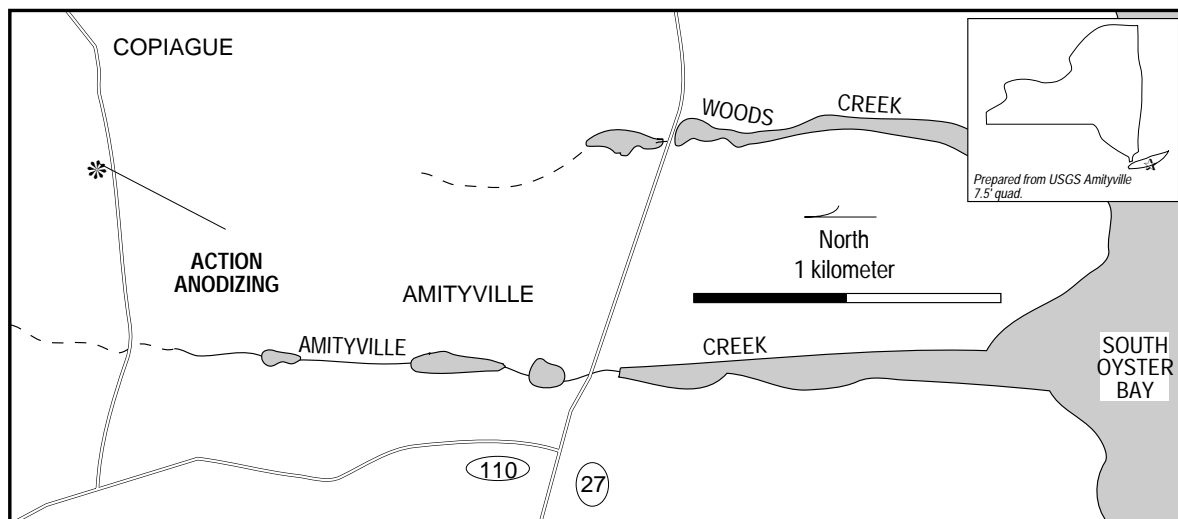 COPIAGUE
WOODS CREEK
Prepared from USGS Amityville
7.5' quad.
ACTION
ANODIZING
North
1 kilometer
AMITYVILLE
AMITYVILLE CREEK
SOUTH
OYSTER
BAY
110
27